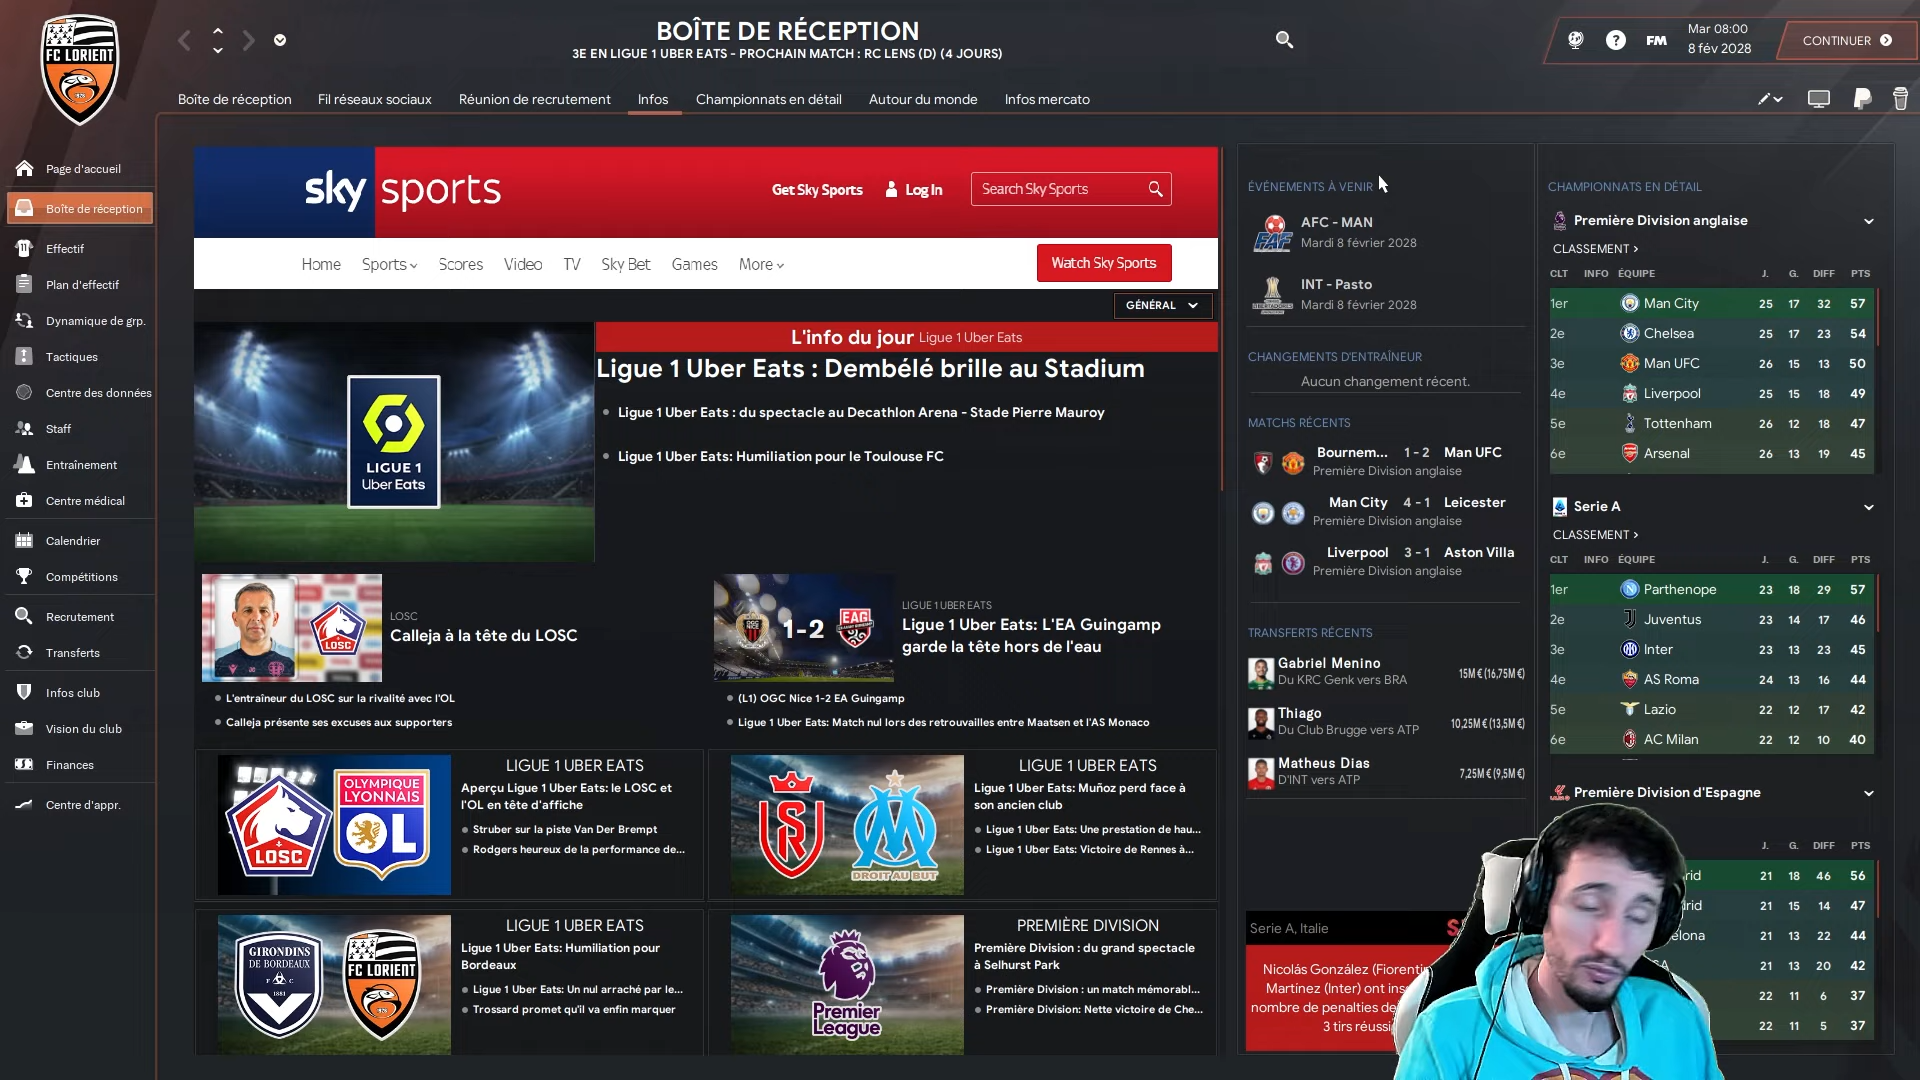 FC LORIENT
BOÎTE DE RÉCEPTION
3E EN LIGUE 1 UBER EATS - PROCHAIN MATCH : RC LENS (D) (4 JOURS)
FM
Mar 08:00
8 fév 2028
CONTINUER
Boîte de réception
Fil réseaux sociaux
Réunion de recrutement
Infos
Championnats en détail
Autour du monde
Infos mercato
Page d'accueil
Boîte de réception
Effectif
Plan d'effectif
Dynamique de grp.
Tactiques
Centre des données
Staff
Entraînement
Centre médical
Calendrier
Compétitions
Recrutement
Transferts
Infos club
Vision du club
Finances
Centre d'appr.
sky sports
Get Sky Sports
Log In
Search Sky Sports
Home
Sports
Scores
Video
TV
Sky Bet
Games
More
Watch Sky Sports
GÉNÉRAL
LIGUE 1
Uber Eats
L'info du jour Ligue 1 Uber Eats
Ligue 1 Uber Eats : Dembélé brille au Stadium
Ligue 1 Uber Eats : du spectacle au Decathlon Arena - Stade Pierre Mauroy
Ligue 1 Uber Eats: Humiliation pour le Toulouse FC
LOSC
LOSC
Calleja à la tête du LOSC
L'entraîneur du LOSC sur la rivalité avec l'OL
Calleja présente ses excuses aux supporters
1-2
EAG
LIGUE 1 UBER EATS
Ligue 1 Uber Eats: L'EA Guingamp
garde la tête hors de l'eau
(L1) OGC Nice 1-2 EA Guingamp
Ligue 1 Uber Eats: Match nul lors des retrouvailles entre Maatsen et l'AS Monaco
LOSC
OLYMPIQUE
LYONNAIS
OL
LIGUE 1 UBER EATS
Aperçu Ligue 1 Uber Eats: le LOSC et
l'OL en tête d'affiche
Struber sur la piste Van Der Brempt
Rodgers heureux de la performance de...
DROIT AU BUT
LIGUE 1 UBER EATS
Ligue 1 Uber Eats: Muñoz perd face à
son ancien club
Ligue 1 Uber Eats: Une prestation de hau...
Ligue 1 Uber Eats: Victoire de Rennes à...
GIRONDINS
DE BORDEAUX
F C
1881
FC LORIENT
LIGUE 1 UBER EATS
Ligue 1 Uber Eats: Humiliation pour
Bordeaux
Ligue 1 Uber Eats: Un nul arraché par le...
Trossard promet qu'il va enfin marquer
Premier
League
PREMIÈRE DIVISION
Première Division : du grand spectacle
à Selhurst Park
Première Division : un match mémorabl...
Première Division: Nette victoire de Che...
ÉVÉNEMENTS À VENIR
FAF
AFC - MAN
Mardi 8 février 2028
INT - Pasto
Mardi 8 février 2028
CHANGEMENTS D'ENTRAÎNEUR
Aucun changement récent.
MATCHS RÉCENTS
Bournem... 1 - 2 Man UFC
Première Division anglaise
Man City 4 - 1 Leicester
Première Division anglaise
Liverpool 3 - 1 Aston Villa
Première Division anglaise
TRANSFERTS RÉCENTS
Gabriel Menino
Du KRC Genk vers BRA
15M € (16,75M €)
Thiago
Du Club Brugge vers ATP
10,25M € (13,5M €)
Matheus Dias
D'INT vers ATP
7,25M € (9,5M €)
Serie A, Italie
Nicolás González (Fiorenti
Martínez (Inter) ont ins
nombre de penalties de
3 tirs réussi
CHAMPIONNATS EN DÉTAIL
Première Division anglaise
CLASSEMENT >
CLT INFO ÉQUIPE J. G. DIFF PTS
1er Man City 25 17 32 57
2e Chelsea 25 17 23 54
3e Man UFC 26 15 13 50
4e Liverpool 25 15 18 49
5e Tottenham 26 12 18 47
6e Arsenal 26 13 19 45
Serie A
CLASSEMENT >
CLT INFO ÉQUIPE J. G. DIFF PTS
1er Parthenope 23 18 29 57
2e Juventus 23 14 17 46
3e Inter 23 13 23 45
4e AS Roma 24 13 16 44
5e Lazio 22 12 17 42
6e AC Milan 22 12 10 40
Première Division d'Espagne
J. G. DIFF PTS
rid 21 18 46 56
drid 21 15 14 47
elona 21 13 22 44
SA 21 13 20 42
22 11 6 37
22 11 5 37